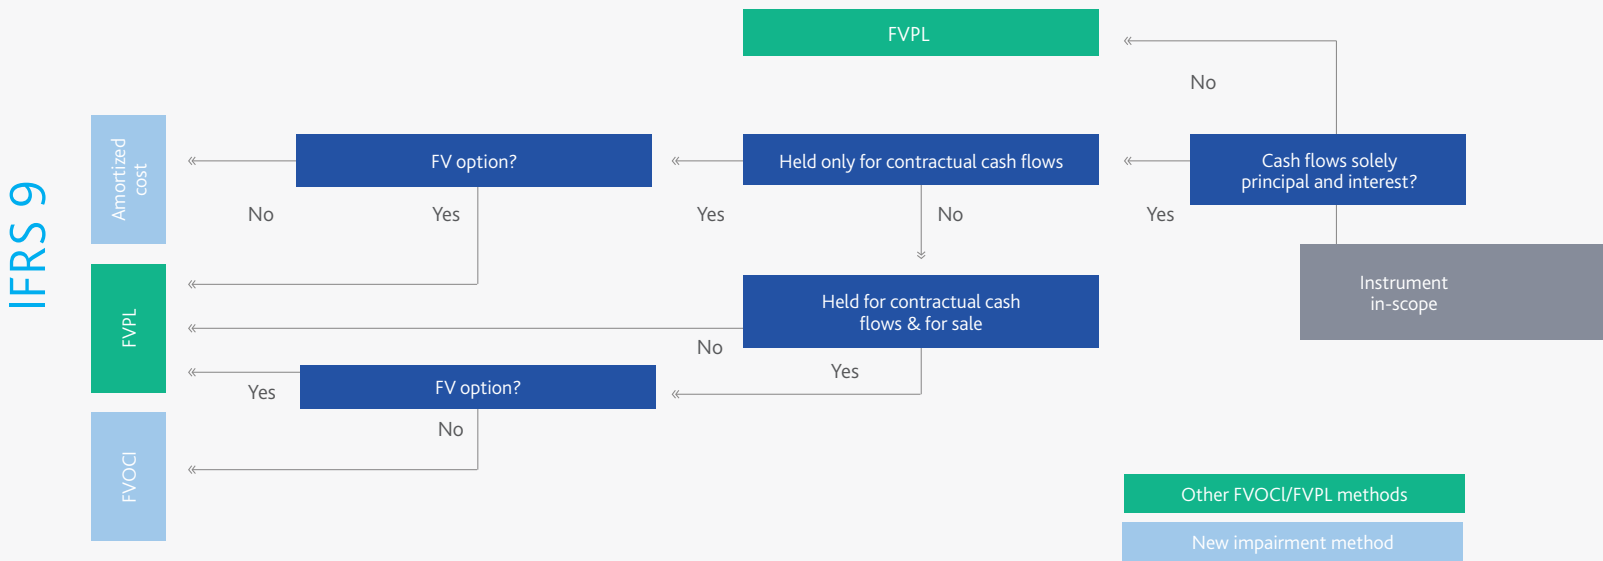 FVPL
No
IFRS 9
Amortized
cost
FV option?
Held only for contractual cash flows
Cash flows solely
principal and interest?
No
Yes
Yes
No
Yes
Instrument
in-scope
FVPL
Held for contractual cash
flows & for sale
No
Yes
Yes
FV option?
No
FVOCI
Other FVOCI/FVPL methods
New impairment method